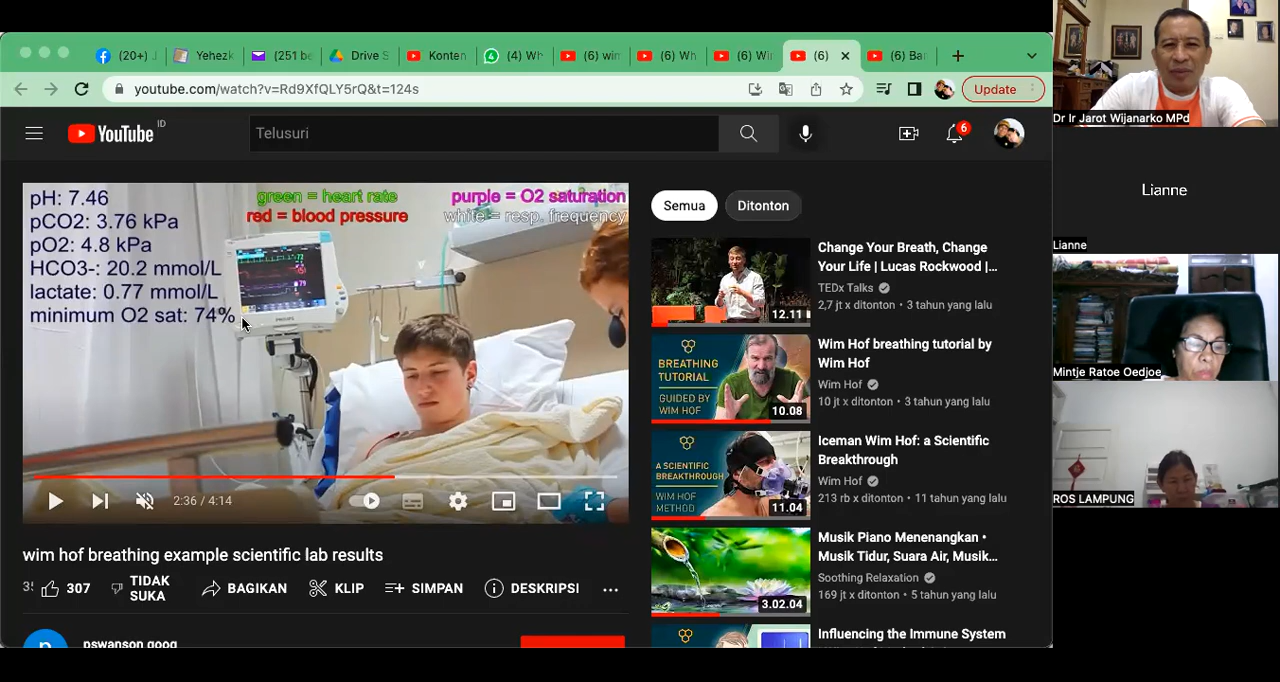 (20+)
Yehezk
(251 be
Drive S
Konten
(4) Wh
(6) wim
(6) Wh
(6) Wi
(6)
(6) Ba
youtube.com/watch?v=Rd9XfQLY5rQ&t=124s
Update
YouTube ID
Telusuri
6
pH: 7.46
pCO2: 3.76 kPa
pO2: 4.8 kPa
HCO3-: 20.2 mmol/L
lactate: 0.77 mmol/L
minimum O2 sat: 74%
green = heart rate
red = blood pressure
purple = O2 saturation
white = resp. frequency
PHILIPS
2:36 / 4:14
wim hof breathing example scientific lab results
307
TIDAK SUKA
BAGIKAN
KLIP
SIMPAN
DESKRIPSI
pswanson goog
Semua
Ditonton
12.11
Change Your Breath, Change
Your Life | Lucas Rockwood |...
TEDx Talks
2,7 jt x ditonton • 3 tahun yang lalu
BREATHING
TUTORIAL
GUIDED BY
WIM HOF
10.08
Wim Hof breathing tutorial by
Wim Hof
Wim Hof
10 jt x ditonton • 3 tahun yang lalu
A SCIENTIFIC
BREAKTHROUGH
WIM HOF
METHOD
11.04
Iceman Wim Hof: a Scientific
Breakthrough
Wim Hof
213 rb x ditonton • 11 tahun yang lalu
3.02.04
Musik Piano Menenangkan •
Musik Tidur, Suara Air, Musik...
Soothing Relaxation
169 jt x ditonton • 5 tahun yang lalu
Influencing the Immune System
Dr Ir Jarot Wijanarko MPd
Lianne
Lianne
Mintje Ratoe Oedjoe
ROS LAMPUNG